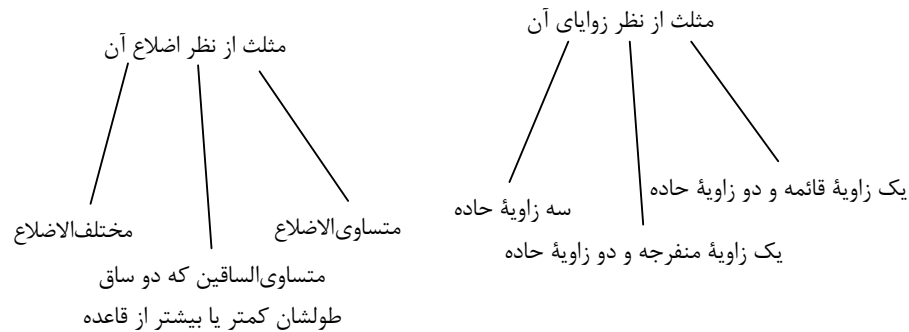 مثلث از نظر زوایای آن
یک زاویهٔ قائمه و دو زاویهٔ حاده
یک زاویهٔ منفرجه و دو زاویهٔ حاده
سه زاویهٔ حاده
مثلث از نظر اضلاع آن
متساوی‌الاضلاع
متساوی‌الساقین که دو ساق
طولشان کمتر یا بیشتر از قاعده
مختلف‌الاضلاع